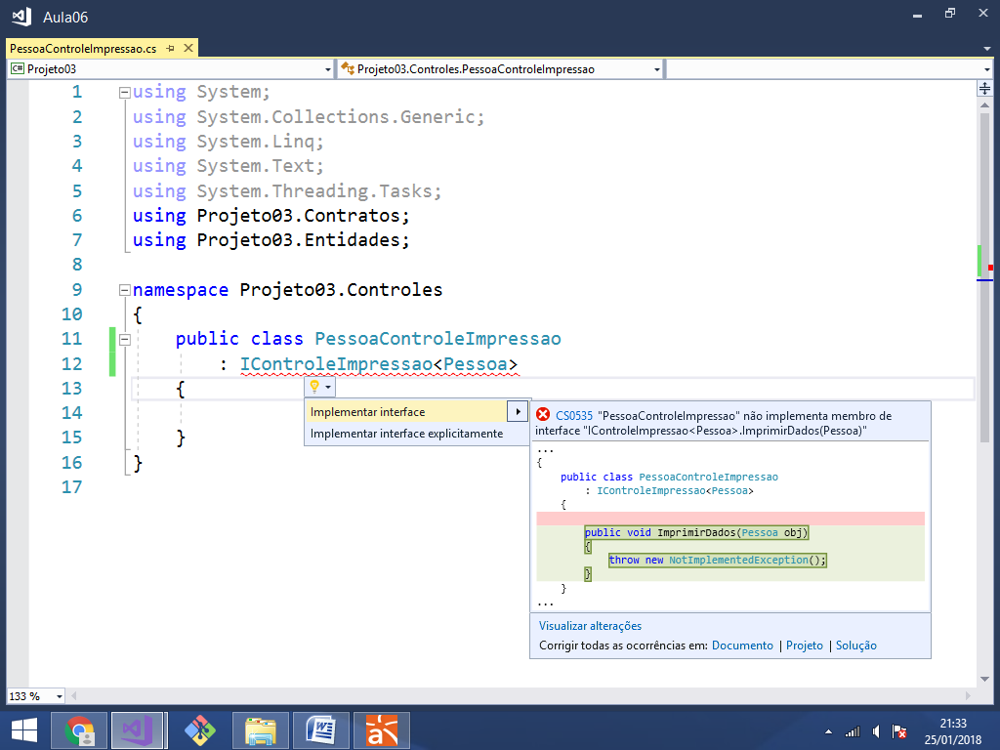 Aula06
PessoaControleImpressao.cs
C# Projeto03
Projeto03.Controles.PessoaControleImpressao
1 using System;
2 using System.Collections.Generic;
3 using System.Linq;
4 using System.Text;
5 using System.Threading.Tasks;
6 using Projeto03.Contratos;
7 using Projeto03.Entidades;
8
9 namespace Projeto03.Controles
10 {
11 public class PessoaControleImpressao
12 : IControleImpressao<Pessoa>
13 {
14
15 }
16 }
17
Implementar interface
Implementar interface explicitamente
CS0535 "PessoaControleImpressao" não implementa membro de
interface "IControleImpressao<Pessoa>.ImprimirDados(Pessoa)"
...
{
public class PessoaControleImpressao
: IControleImpressao<Pessoa>
{
public void ImprimirDados(Pessoa obj)
{
throw new NotImplementedException();
}
}
...
Visualizar alterações
Corrigir todas as ocorrências em: Documento | Projeto | Solução
133 %
21:33
25/01/2018